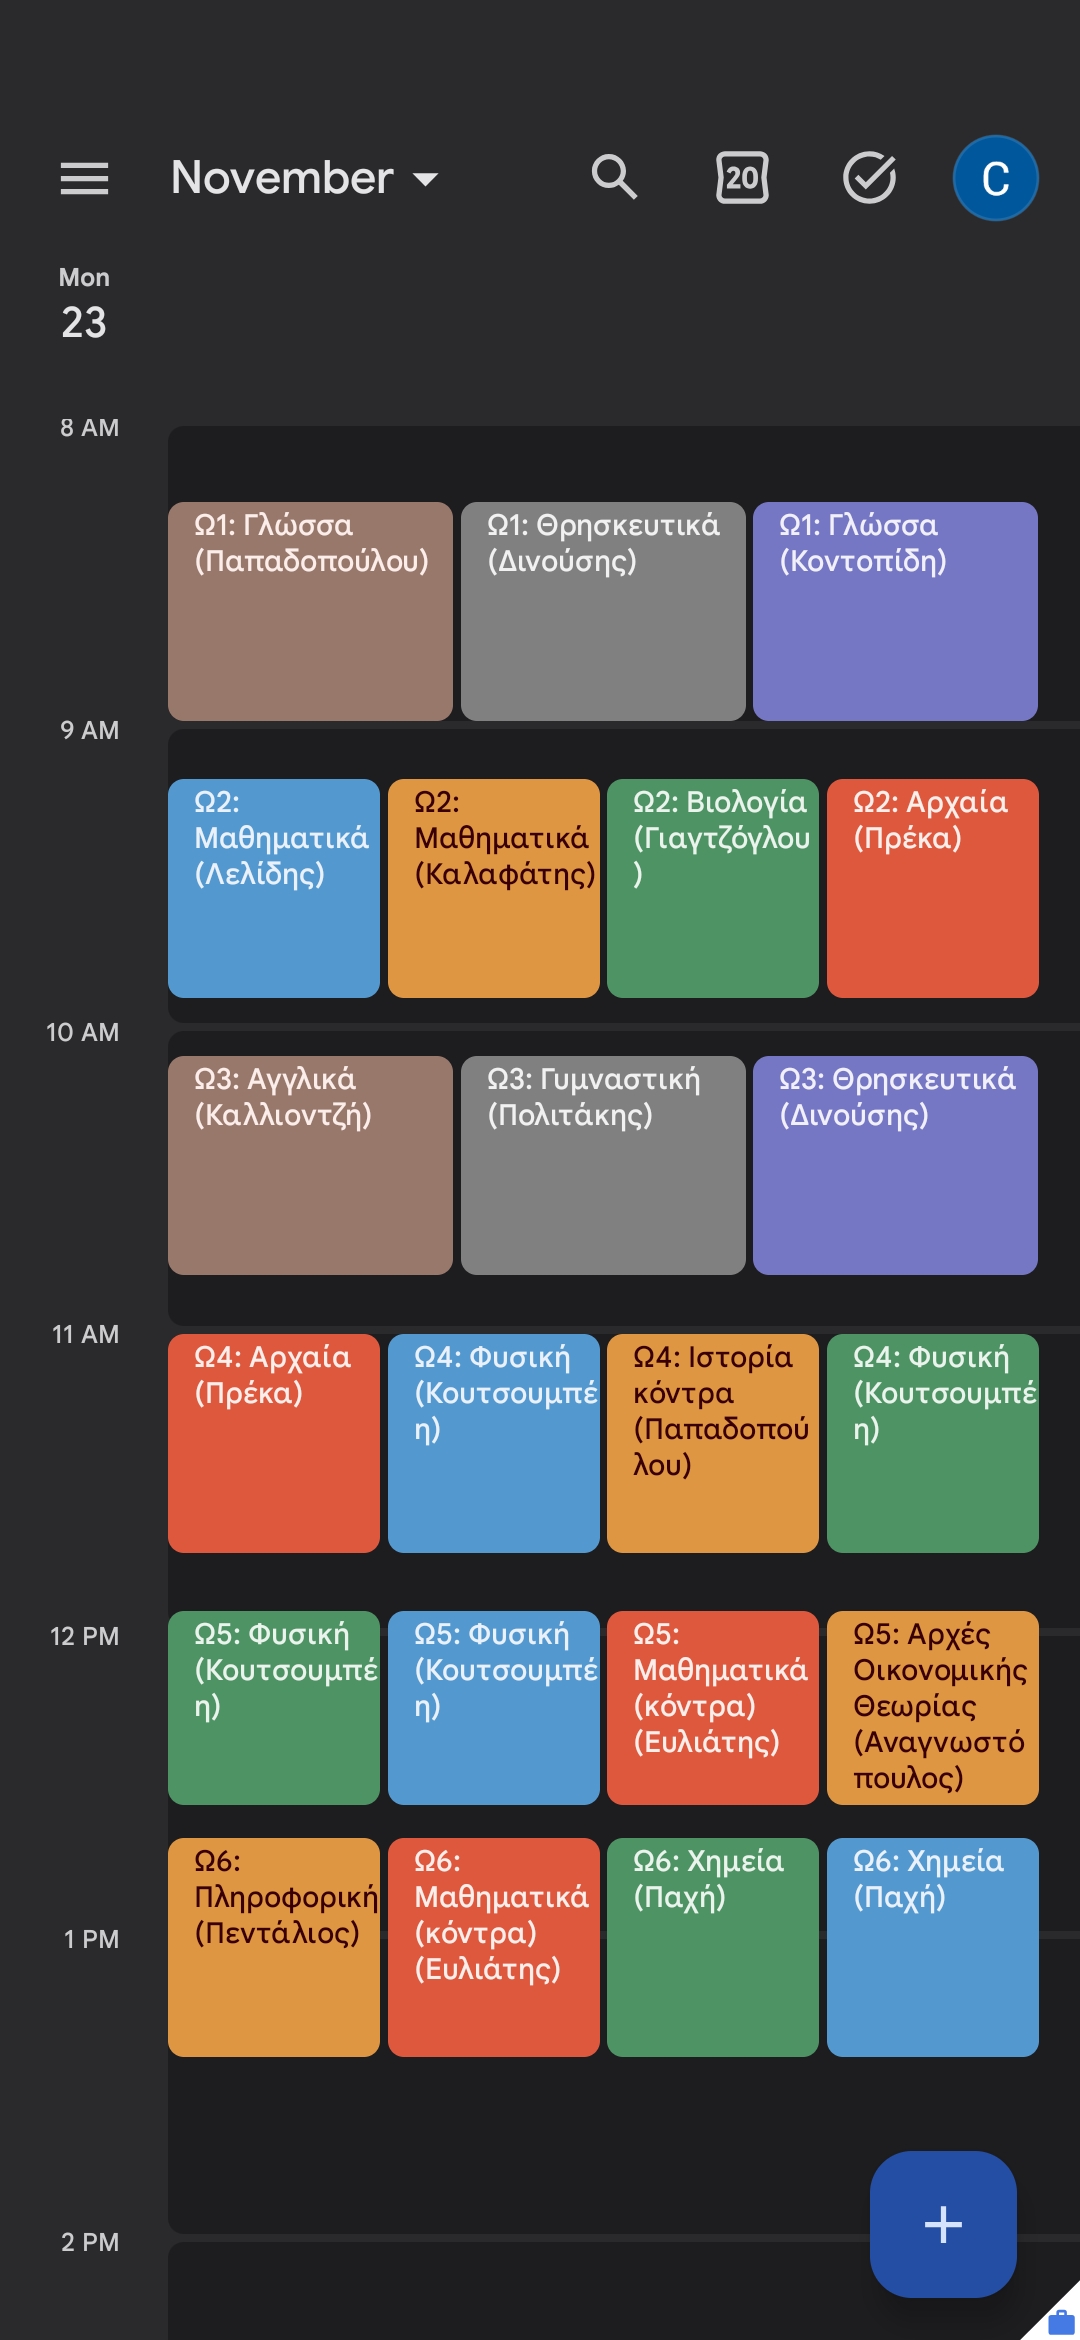 November
20
C
Mon
23
8 AM
Ω1: Γλώσσα
(Παπαδοπούλου)
Ω1: Θρησκευτικά
(Δινούσης)
Ω1: Γλώσσα
(Κοντοπίδη)
9 AM
Ω2:
Μαθηματικά
(Λελίδης)
Ω2:
Μαθηματικά
(Καλαφάτης)
Ω2: Βιολογία
(Γιαγτζόγλου
)
Ω2: Αρχαία
(Πρέκα)
10 AM
Ω3: Αγγλικά
(Καλλιοντζή)
Ω3: Γυμναστική
(Πολιτάκης)
Ω3: Θρησκευτικά
(Δινούσης)
11 AM
Ω4: Αρχαία
(Πρέκα)
Ω4: Φυσική
(Κουτσουμπέ
η)
Ω4: Ιστορία
κόντρα
(Παπαδοπού
λου)
Ω4: Φυσική
(Κουτσουμπέ
η)
12 PM
Ω5: Φυσική
(Κουτσουμπέ
η)
Ω5: Φυσική
(Κουτσουμπέ
η)
Ω5:
Μαθηματικά
(κόντρα)
(Ευλιάτης)
Ω5: Αρχές
Οικονομικής
Θεωρίας
(Αναγνωστό
πουλος)
Ω6:
Πληροφορική
(Πεντάλιος)
Ω6:
Μαθηματικά
(κόντρα)
(Ευλιάτης)
Ω6: Χημεία
(Παχή)
Ω6: Χημεία
(Παχή)
1 PM
2 PM